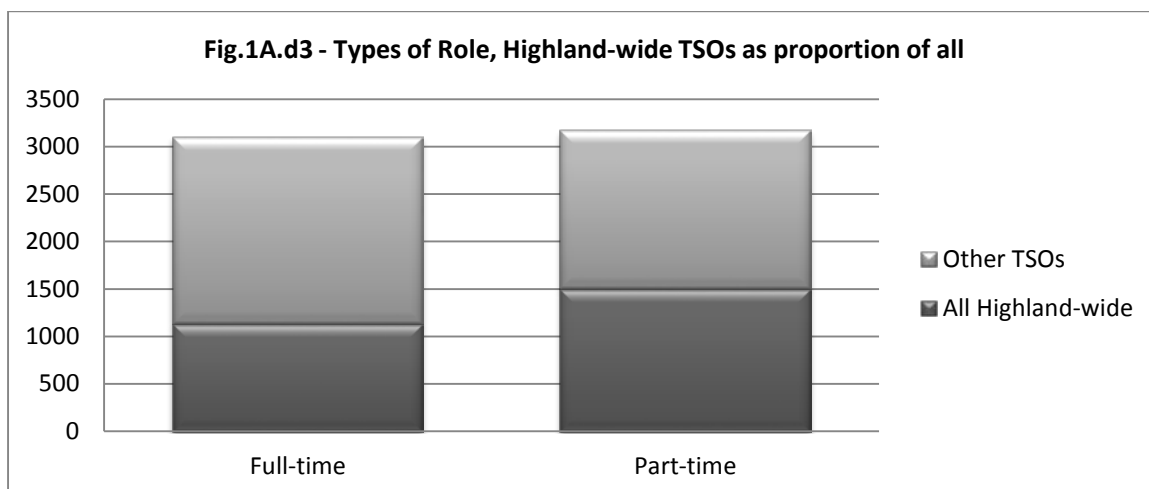 Fig.1A.d3 - Types of Role, Highland-wide TSOs as proportion of all
3500
3000
2500
2000
1500
1000
500
0
Full-time
Part-time
Other TSOs
All Highland-wide